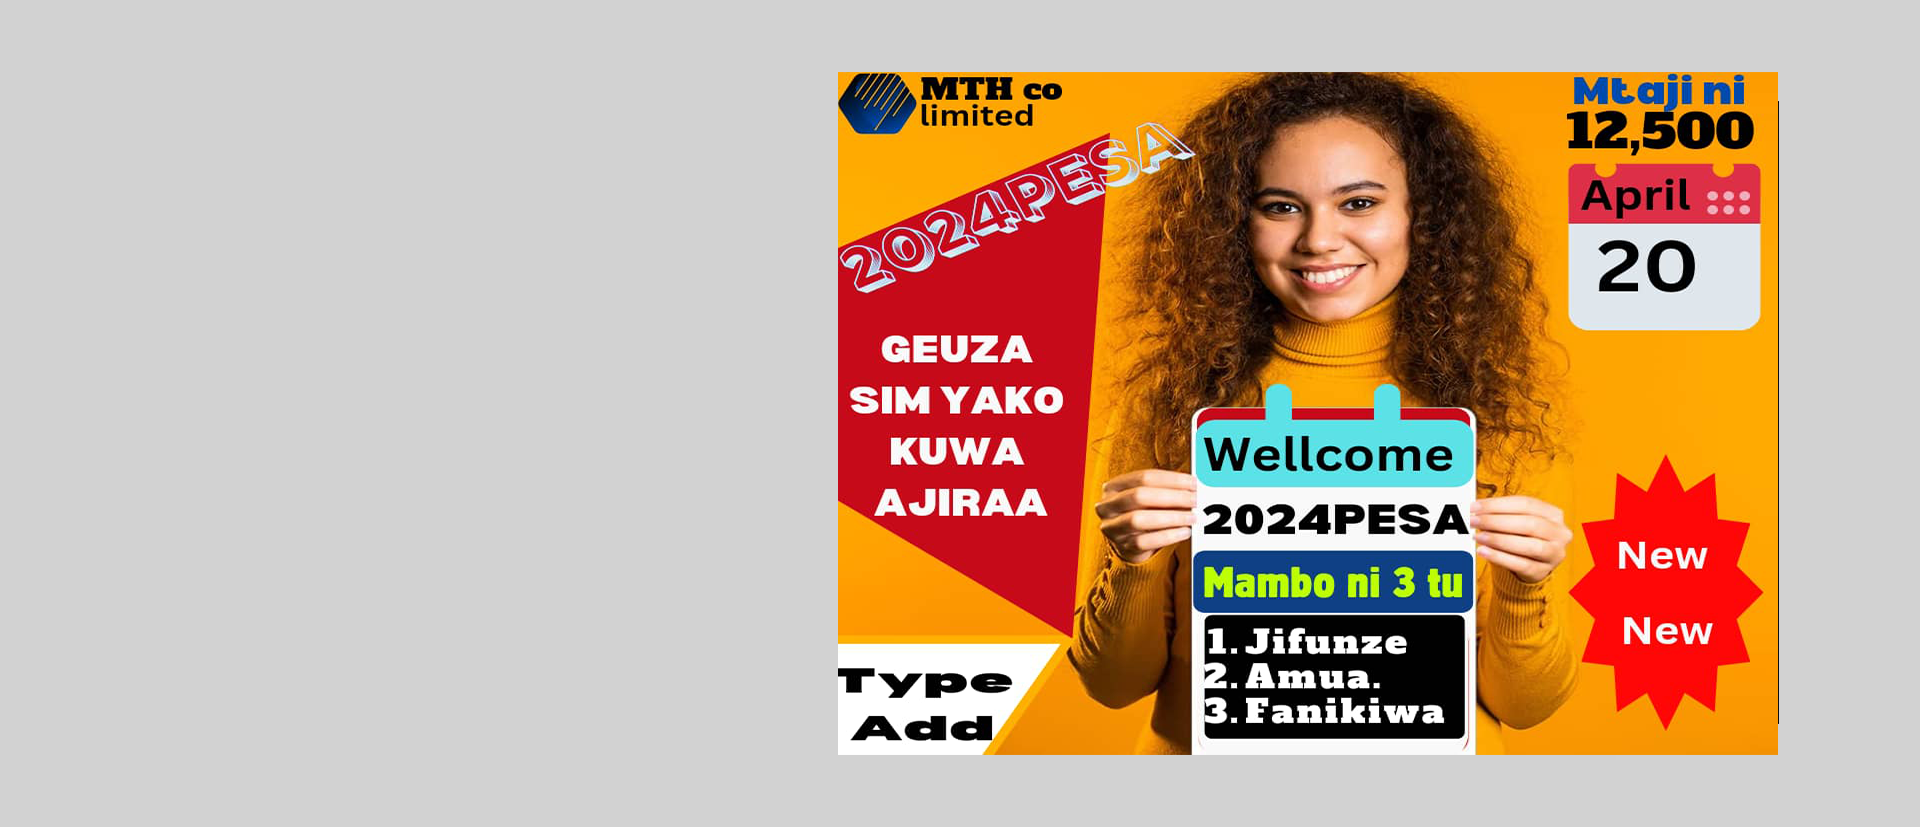 MTH co
limited
2024PESA
GEUZA
SIM YAKO
KUWA
AJIRAA
Type
Add
Mtaji ni
12,500
April
20
Wellcome
2024PESA
Mambo ni 3 tu
1. Jifunze
2. Amua.
3. Fanikiwa
New
New